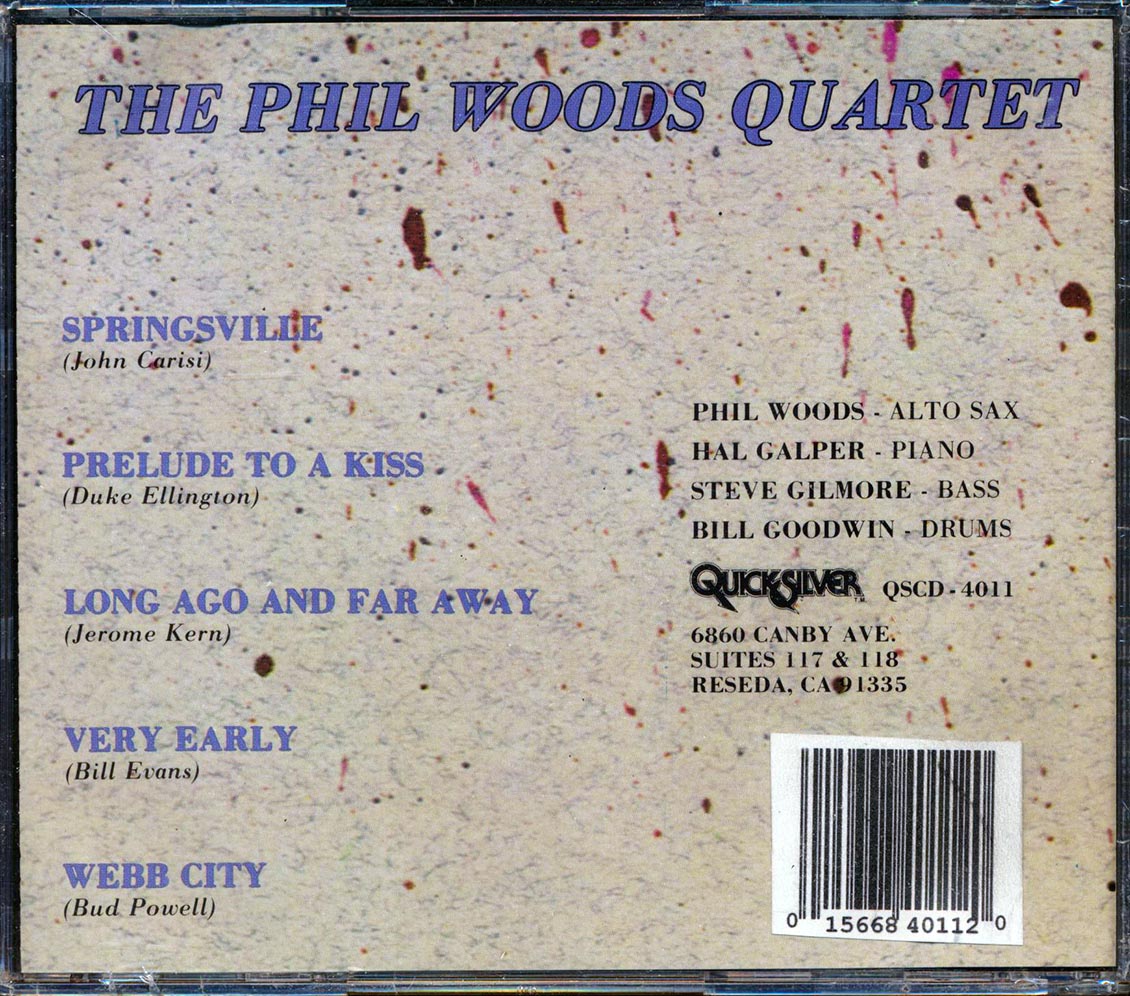 THE PHIL WOODS QUARTET
SPRINGSVILLE
(John Carisi)
PRELUDE TO A KISS
(Duke Ellington)
LONG AGO AND FAR AWAY
(Jerome Kern)
VERY EARLY
(Bill Evans)
WEBB CITY
(Bud Powell)
PHIL WOODS - ALTO SAX
HAL GALPER - PIANO
STEVE GILMORE - BASS
BILL GOODWIN - DRUMS
QUICKSILVER QSCD - 4011
6860 CANBY AVE.
SUITES 117 & 118
RESEDA, CA 91335
0 15668 40112 0